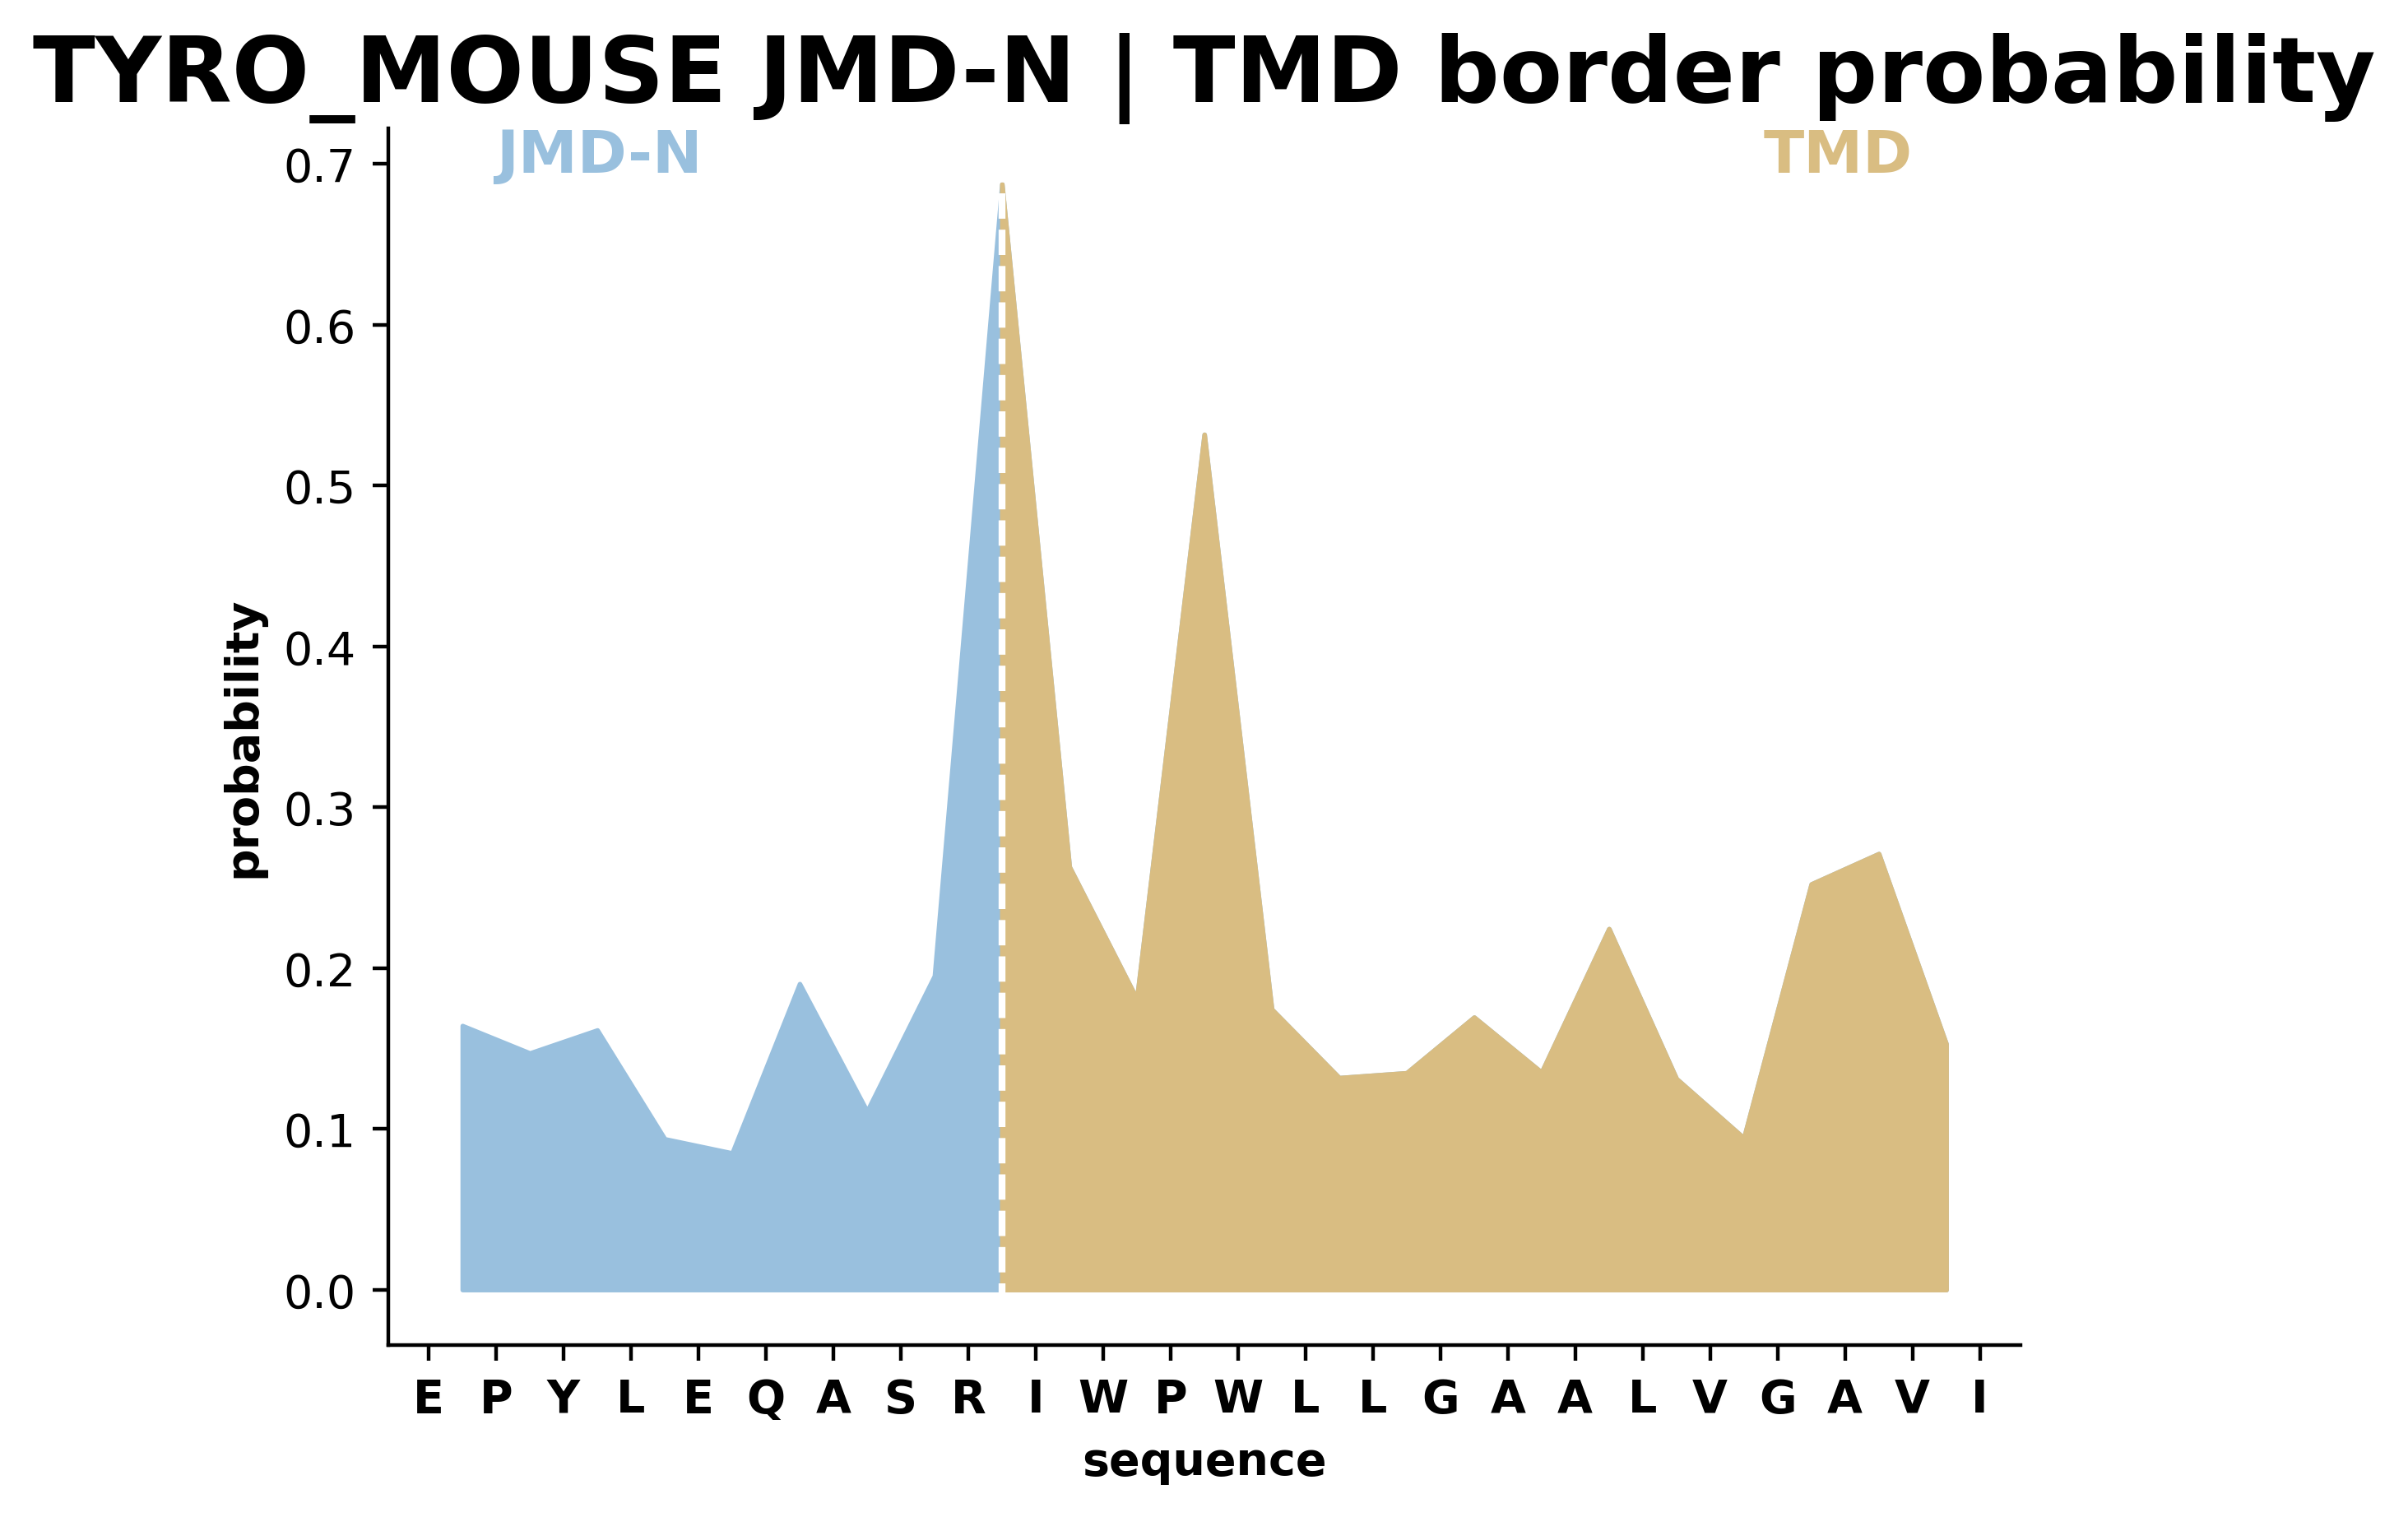 TYRO_MOUSE JMD-N | TMD border probability
JMD-N
TMD
0.7
0.6
0.5
0.4
0.3
0.2
0.1
0.0
probability
E P Y L E Q A S R I W P W L L G A A L V G A V I
sequence